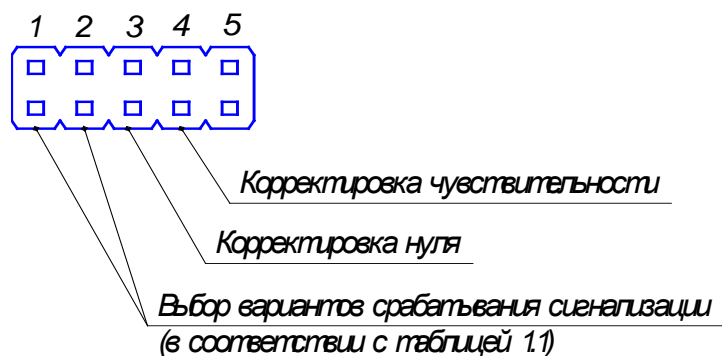 1 2 3 4 5
Корректировка чувствительности
Корректировка нуля
Выбор вариантов срабатывания сигнализации
(в соответствии с таблицей 1.1)